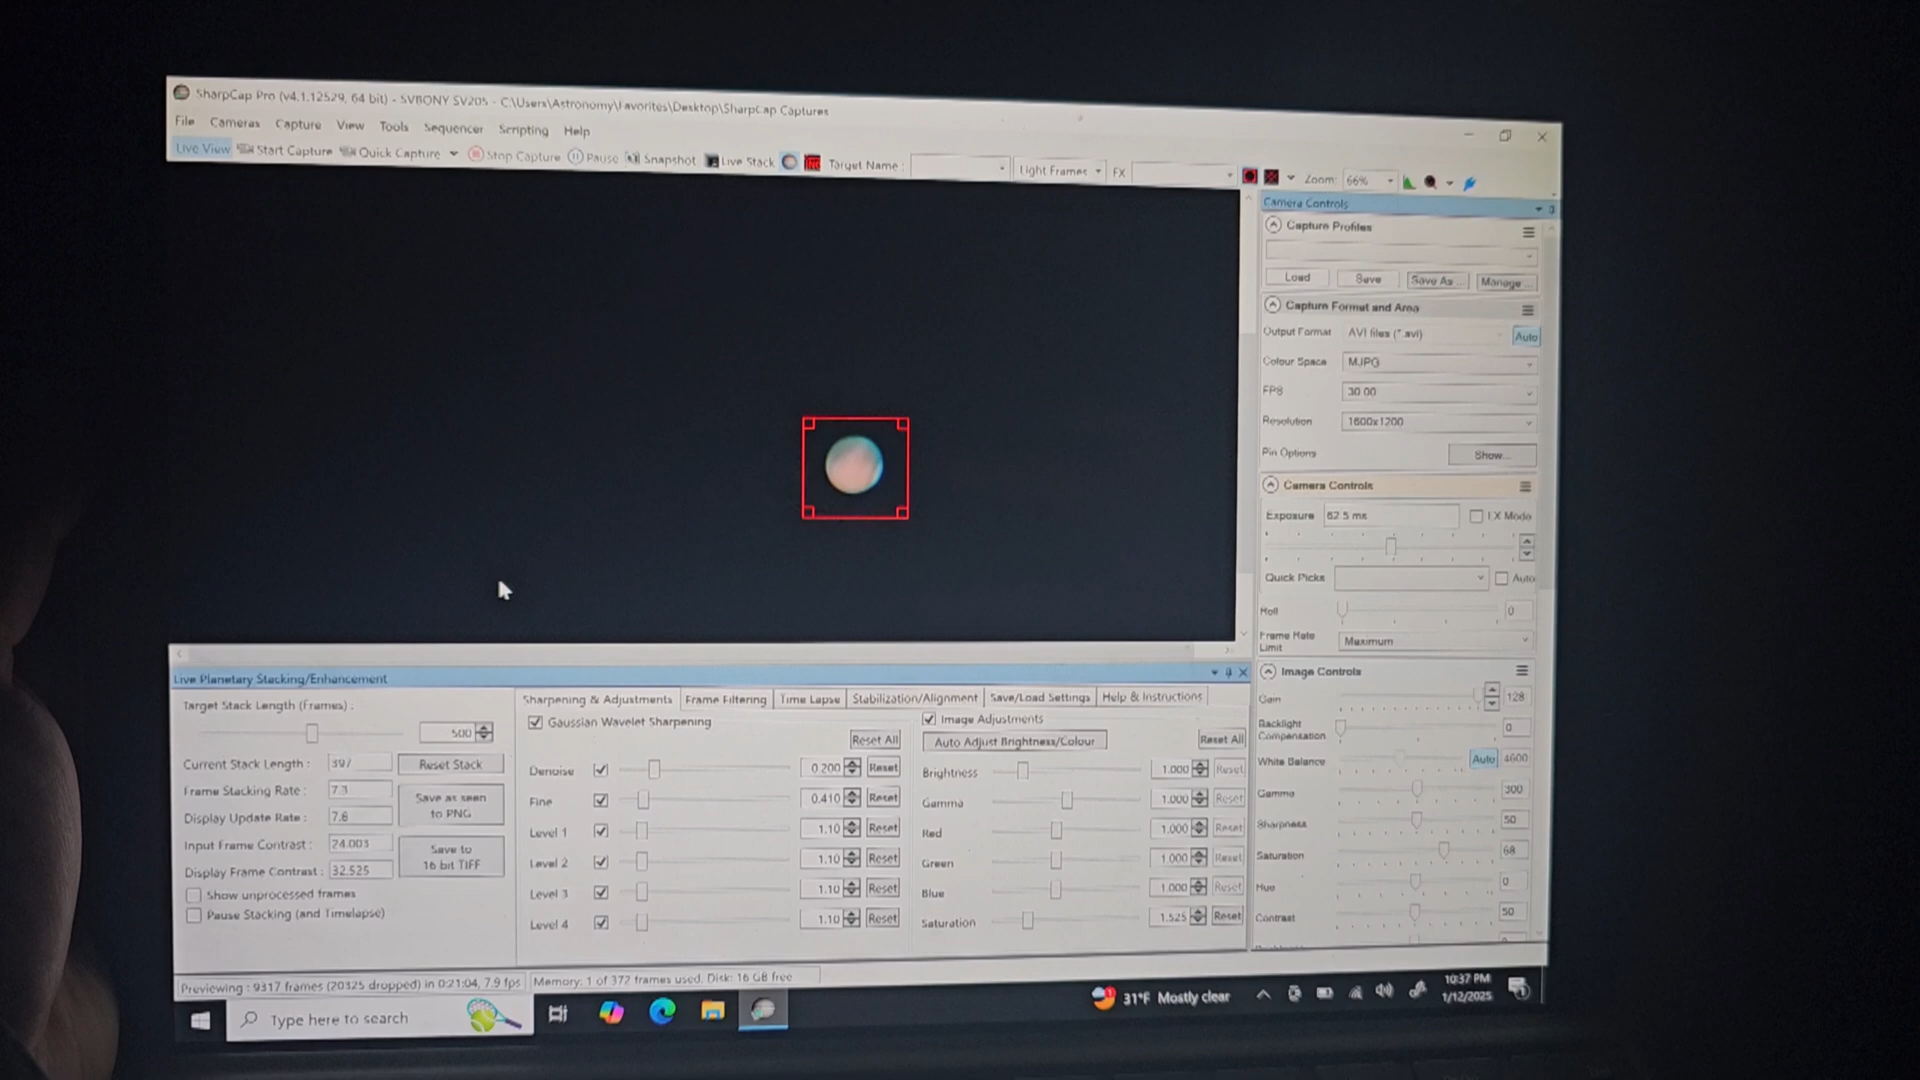 SharpCap Pro (v4.1.12529, 64 bit) - SVBONY SV205 - C:\Users\Astronomy\Favorites\Desktop\SharpCap Captures
File Cameras Capture View Tools Sequencer Scripting Help
Live View Start Capture Quick Capture Stop Capture Pause Snapshot Live Stack Target Name : Light Frames FX Zoom: 66%
Camera Controls
Capture Profiles
Load Save Save As ... Manage ...
Capture Format and Area
Output Format AVI files (*.avi) Auto
Colour Space MJPG
FPS 30.00
Resolution 1600x1200
Pin Options Show...
Camera Controls
Exposure 62.5 ms LX Mode
Quick Picks Auto
Roll 0
Frame Rate Limit Maximum
Image Controls
Gain 128
Backlight Compensation 0
White Balance Auto 4600
Gamma 300
Sharpness 50
Saturation 68
Hue 0
Contrast 50
Live Planetary Stacking/Enhancement
Target Stack Length (Frames) :
500
Current Stack Length : 397 Reset Stack
Frame Stacking Rate : 7.3
Save as seen to PNG
Display Update Rate : 7.6
Input Frame Contrast : 24.003
Save to 16 bit TIFF
Display Frame Contrast : 32.525
Show unprocessed frames
Pause Stacking (and Timelapse)
Sharpening & Adjustments Frame Filtering Time Lapse Stabilization/Alignment Save/Load Settings Help & Instructions
Gaussian Wavelet Sharpening
Reset All
Denoise 0.200 Reset
Fine 0.410 Reset
Level 1 1.10 Reset
Level 2 1.10 Reset
Level 3 1.10 Reset
Level 4 1.10 Reset
Image Adjustments
Auto Adjust Brightness/Colour Reset All
Brightness 1.000 Reset
Gamma 1.000 Reset
Red 1.000 Reset
Green 1.000 Reset
Blue 1.000 Reset
Saturation 1.525 Reset
Previewing : 9317 frames (20325 dropped) in 0:21:04, 7.9 fps Memory: 1 of 372 frames used. Disk: 16 GB free
Type here to search
31°F Mostly clear
10:37 PM
1/12/2025